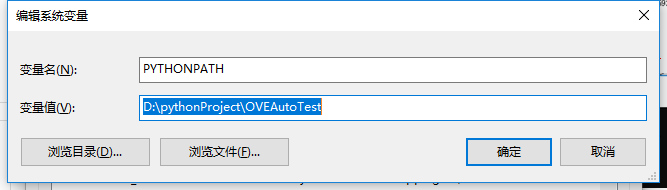 编辑系统变量
变量名(N):
PYTHONPATH
变量值(V):
D:\pythonProject\OVEAutoTest
浏览目录(D)...
浏览文件(F)...
确定
取消